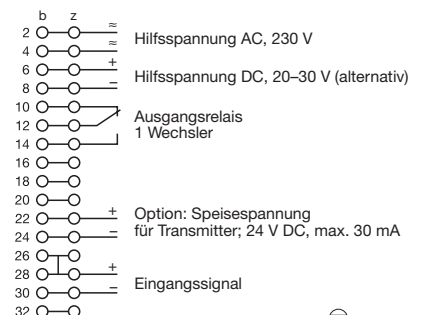 b z
2 ≈ Hilfsspannung AC, 230 V
4 ≈
6 + Hilfsspannung DC, 20–30 V (alternativ)
8 –
10
12 Ausgangsrelais
1 Wechsler
14
16
18
20
22 + Option: Speisespannung
24 – für Transmitter; 24 V DC, max. 30 mA
26
28 +
Eingangssignal
30 –
32